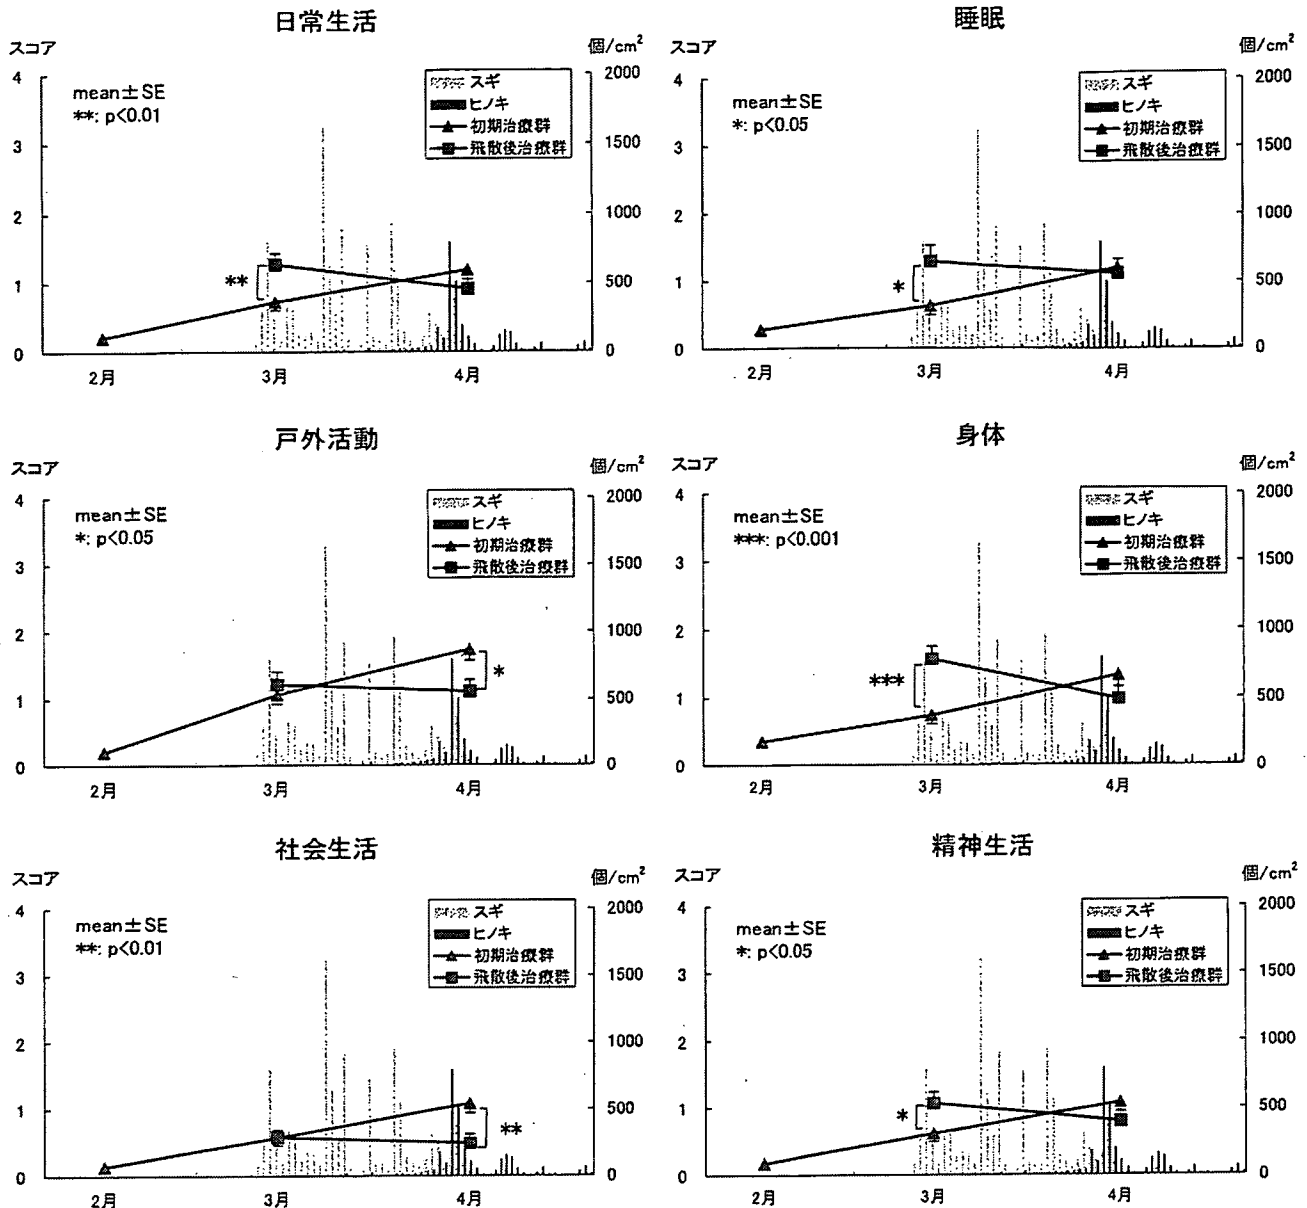 日常生活
スコア
個/cm²
mean±SE
**: p<0.01
スギ
ヒノキ
初期治療群
飛散後治療群
4
3
2
1
0
2000
1500
1000
500
0
**
2月
3月
4月
睡眠
スコア
個/cm²
mean±SE
*: p<0.05
スギ
ヒノキ
初期治療群
飛散後治療群
4
3
2
1
0
2000
1500
1000
500
0
*
2月
3月
4月
戸外活動
スコア
個/cm²
mean±SE
*: p<0.05
スギ
ヒノキ
初期治療群
飛散後治療群
4
3
2
1
0
2000
1500
1000
500
0
*
2月
3月
4月
身体
スコア
個/cm²
mean±SE
***: p<0.001
スギ
ヒノキ
初期治療群
飛散後治療群
4
3
2
1
0
2000
1500
1000
500
0
***
2月
3月
4月
社会生活
スコア
個/cm²
mean±SE
**: p<0.01
スギ
ヒノキ
初期治療群
飛散後治療群
4
3
2
1
0
2000
1500
1000
500
0
**
2月
3月
4月
精神生活
スコア
個/cm²
mean±SE
*: p<0.05
スギ
ヒノキ
初期治療群
飛散後治療群
4
3
2
1
0
2000
1500
1000
500
0
*
2月
3月
4月